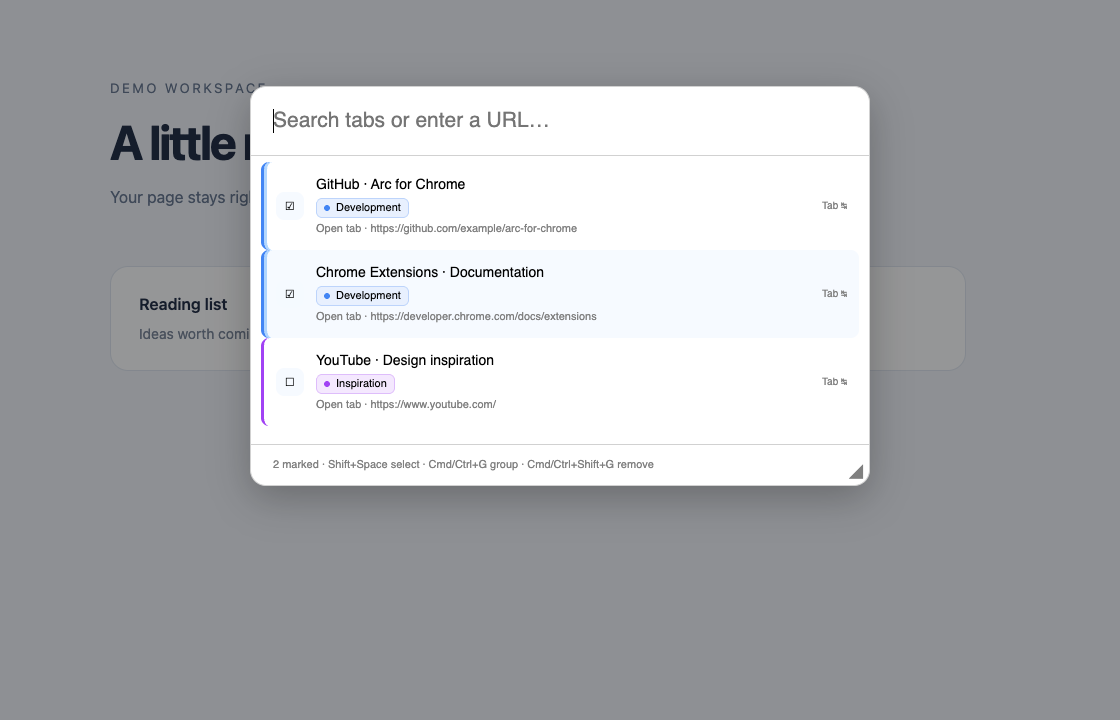 DEMO WORKSPACE
A little
Your page stays
Reading list
Ideas worth
Search tabs or enter a URL…
GitHub · Arc for Chrome
Development
Open tab · https://github.com/example/arc-for-chrome
Tab ↹
Chrome Extensions · Documentation
Development
Open tab · https://developer.chrome.com/docs/extensions
Tab ↹
YouTube · Design inspiration
Inspiration
Open tab · https://www.youtube.com/
Tab ↹
2 marked · Shift+Space select · Cmd/Ctrl+G group · Cmd/Ctrl+Shift+G remove